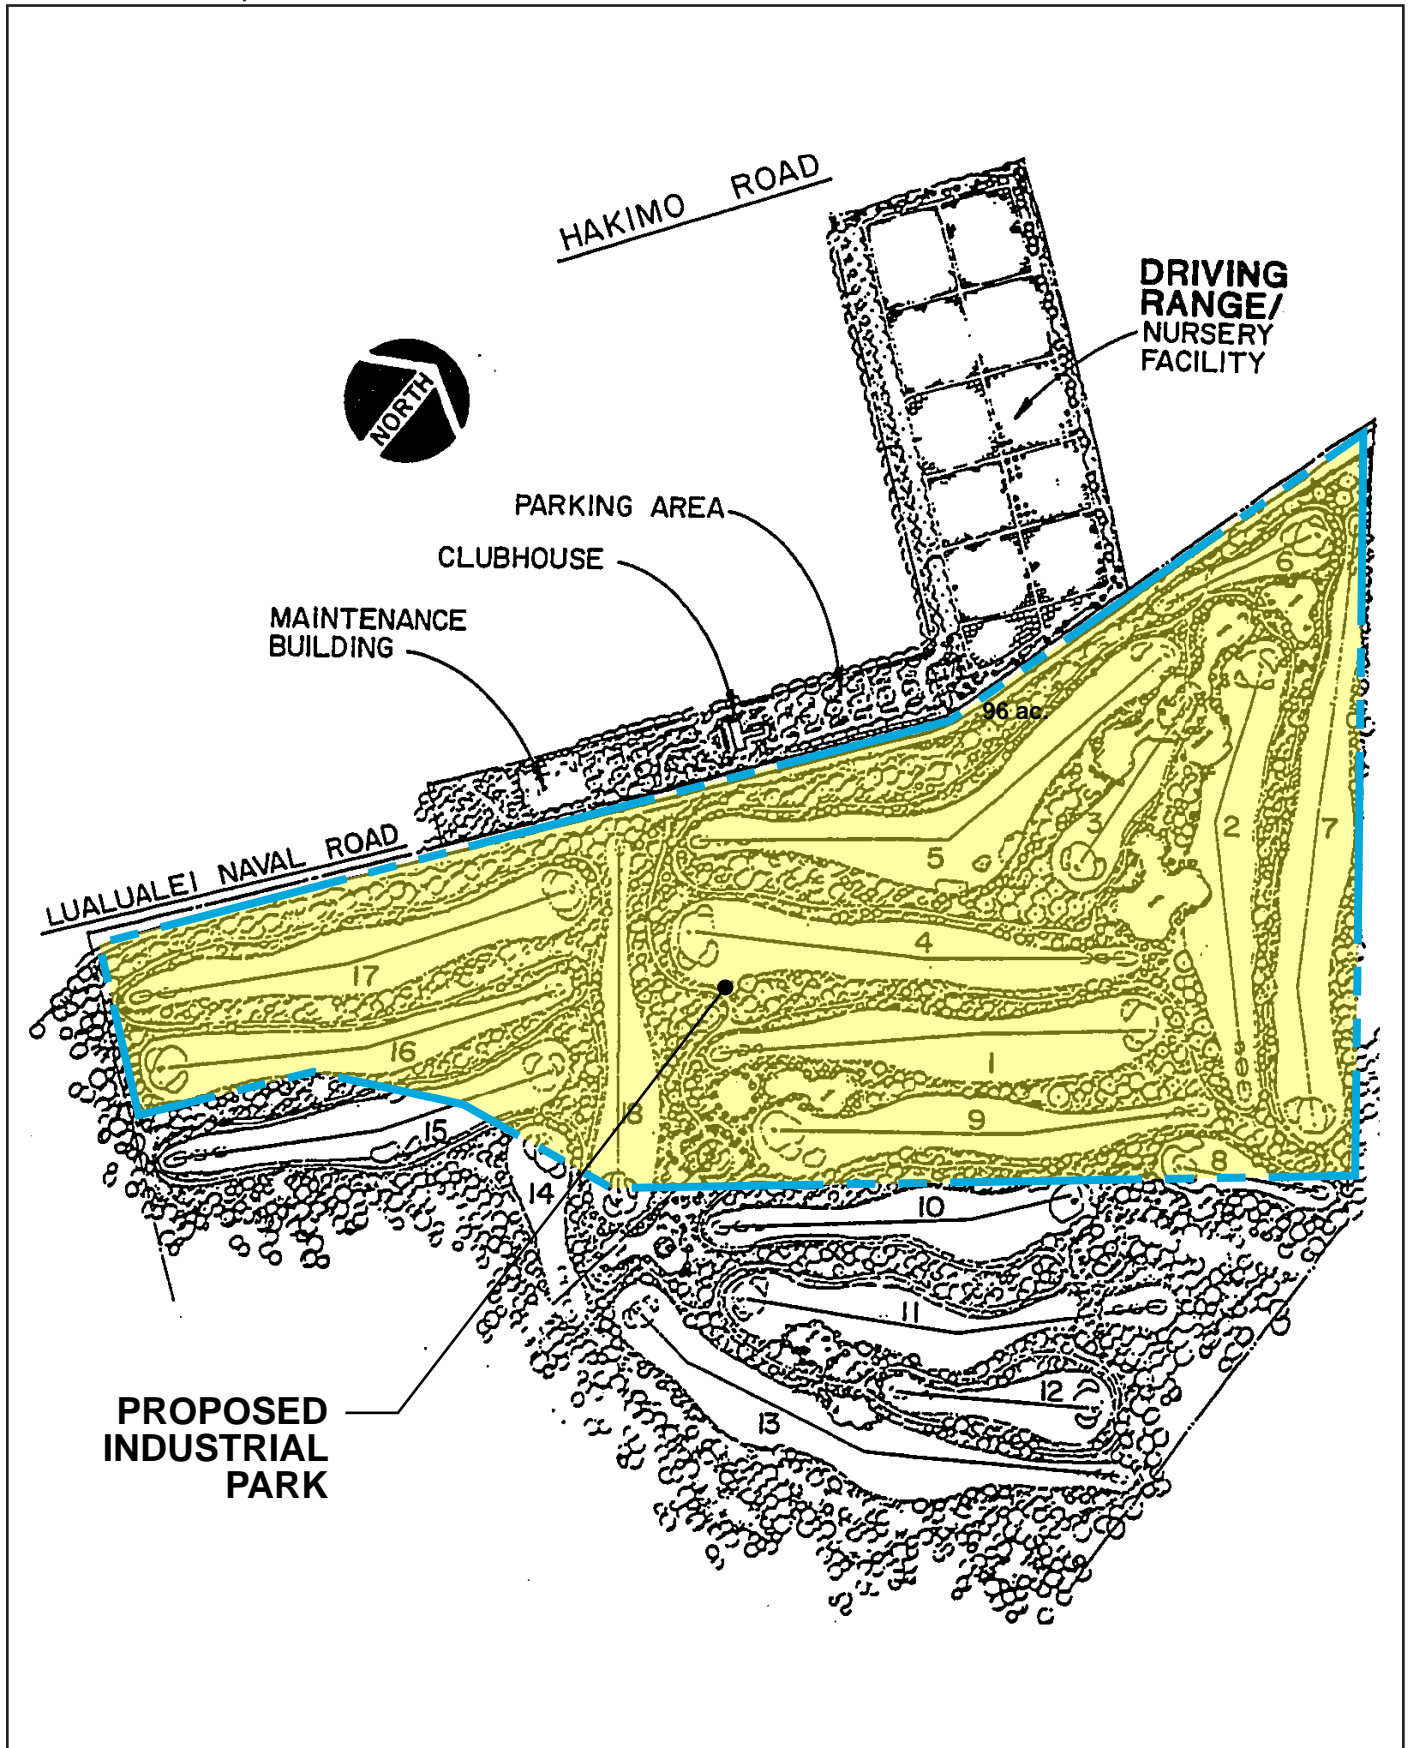 HAKIMO ROAD
DRIVING
RANGE/
NURSERY
FACILITY
NORTH
PARKING AREA
CLUBHOUSE
MAINTENANCE
BUILDING
96 ac.
LUALUALEI NAVAL ROAD
6
3
2
7
5
4
17
16
1
18
9
15
8
14
10
11
12
13
PROPOSED
INDUSTRIAL
PARK